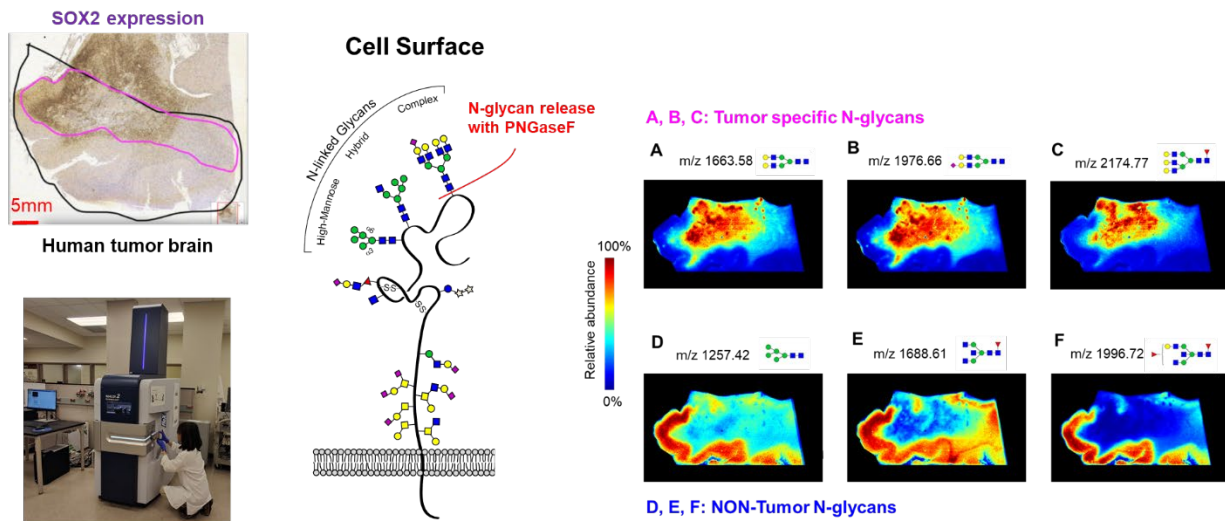 SOX2 expression
5mm
Human tumor brain
Cell Surface
N-linked Glycans
High-Mannose
Hybrid
Complex
N-glycan release
with PNGaseF
α6
α3
SS
SS
A, B, C: Tumor specific N-glycans
A
m/z 1663.58
B
m/z 1976.66
C
m/z 2174.77
100%
Relative abundance
0%
D
m/z 1257.42
E
m/z 1688.61
F
m/z 1996.72
D, E, F: NON-Tumor N-glycans